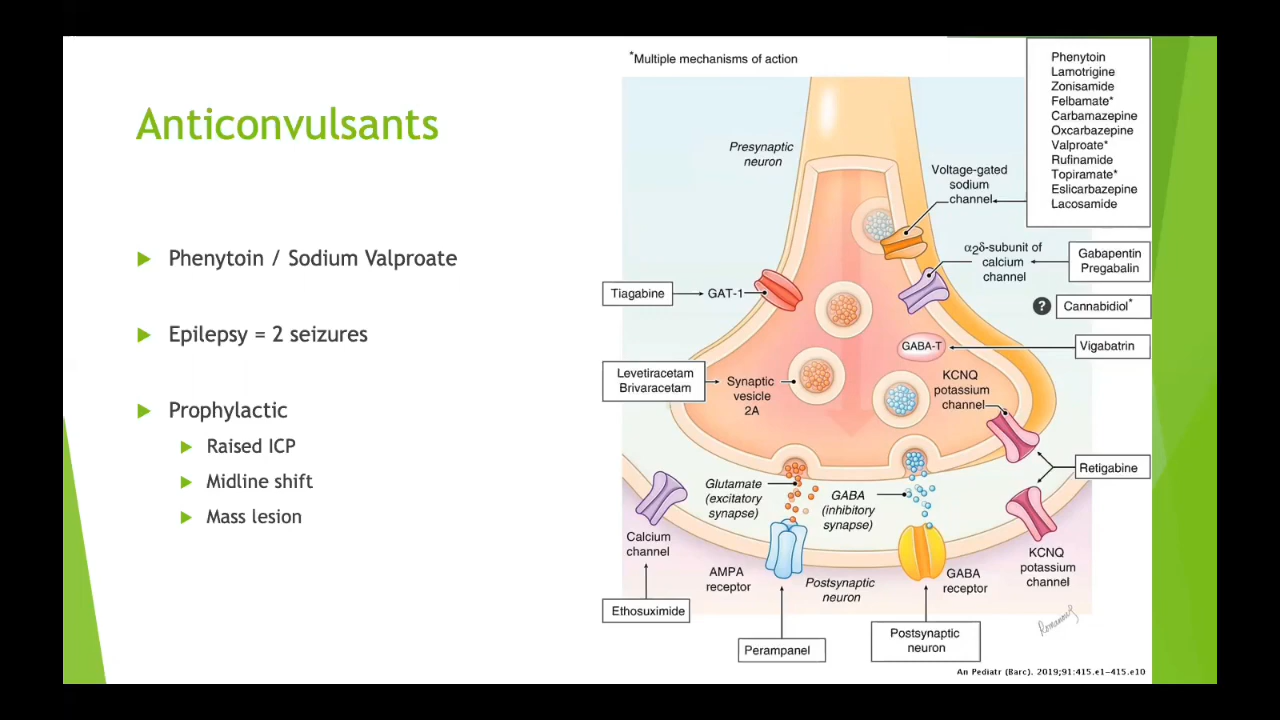 Anticonvulsants
Phenytoin / Sodium Valproate
Epilepsy = 2 seizures
Prophylactic
Raised ICP
Midline shift
Mass lesion
*Multiple mechanisms of action
Phenytoin
Lamotrigine
Zonisamide
Felbamate*
Carbamazepine
Oxcarbazepine
Valproate*
Rufinamide
Topiramate*
Eslicarbazepine
Lacosamide
Presynaptic
neuron
Voltage-gated
sodium
channel
α2δ-subunit of
calcium
channel
Gabapentin
Pregabalin
Tiagabine
GAT-1
?
Cannabidiol*
GABA-T
Vigabatrin
Levetiracetam
Brivaracetam
Synaptic
vesicle
2A
KCNQ
potassium
channel
Retigabine
Glutamate
(excitatory
synapse)
GABA
(inhibitory
synapse)
Calcium
channel
AMPA
receptor
Postsynaptic
neuron
GABA
receptor
KCNQ
potassium
channel
Ethosuximide
Perampanel
Postsynaptic
neuron
An Pediatr (Barc). 2019;91:415.e1-415.e10